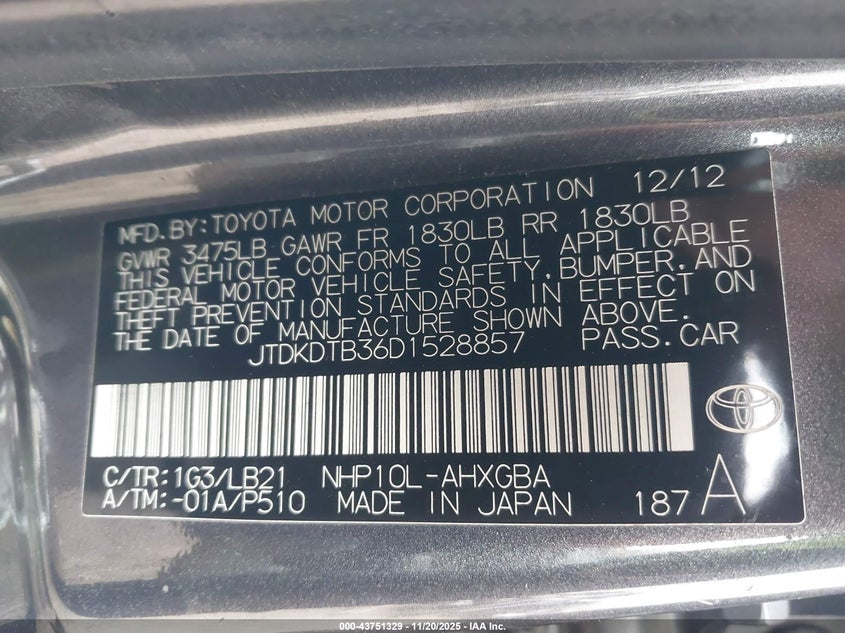 MFD. BY: TOYOTA MOTOR CORPORATION 12/12
GVWR 3475LB GAWR FR 1830LB RR 1830LB
THIS VEHICLE CONFORMS TO ALL APPLICABLE
FEDERAL MOTOR VEHICLE SAFETY, BUMPER, AND
THEFT PREVENTION STANDARDS IN EFFECT ON
THE DATE OF MANUFACTURE SHOWN ABOVE.
JTDKDTB36D1528857 PASS.CAR
C/TR:1G3/LB21 NHP10L-AHXGBA
A/TM:-01A/P510 MADE IN JAPAN 187 A
000-43751329 - 11/20/2025 - IAA Inc.